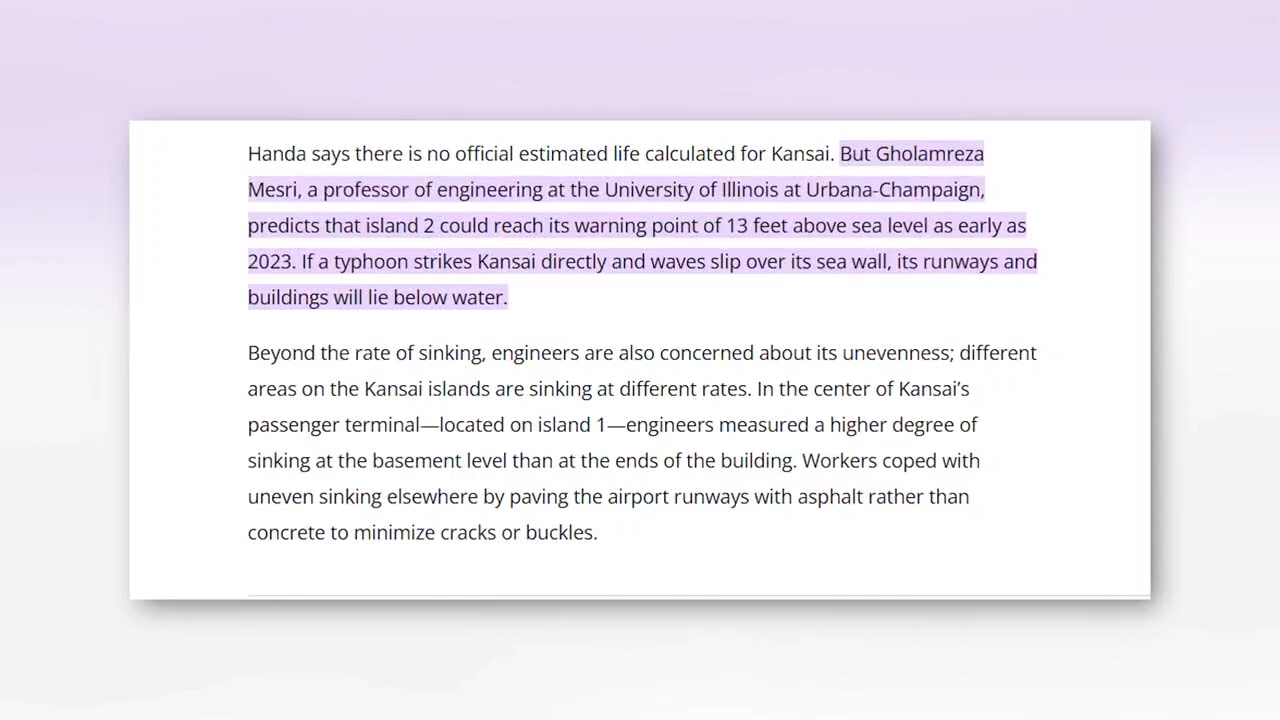 Handa says there is no official estimated life calculated for Kansai. But Gholamreza
Mesri, a professor of engineering at the University of Illinois at Urbana-Champaign,
predicts that island 2 could reach its warning point of 13 feet above sea level as early as
2023. If a typhoon strikes Kansai directly and waves slip over its sea wall, its runways and
buildings will lie below water.
Beyond the rate of sinking, engineers are also concerned about its unevenness; different
areas on the Kansai islands are sinking at different rates. In the center of Kansai’s
passenger terminal—located on island 1—engineers measured a higher degree of
sinking at the basement level than at the ends of the building. Workers coped with
uneven sinking elsewhere by paving the airport runways with asphalt rather than
concrete to minimize cracks or buckles.